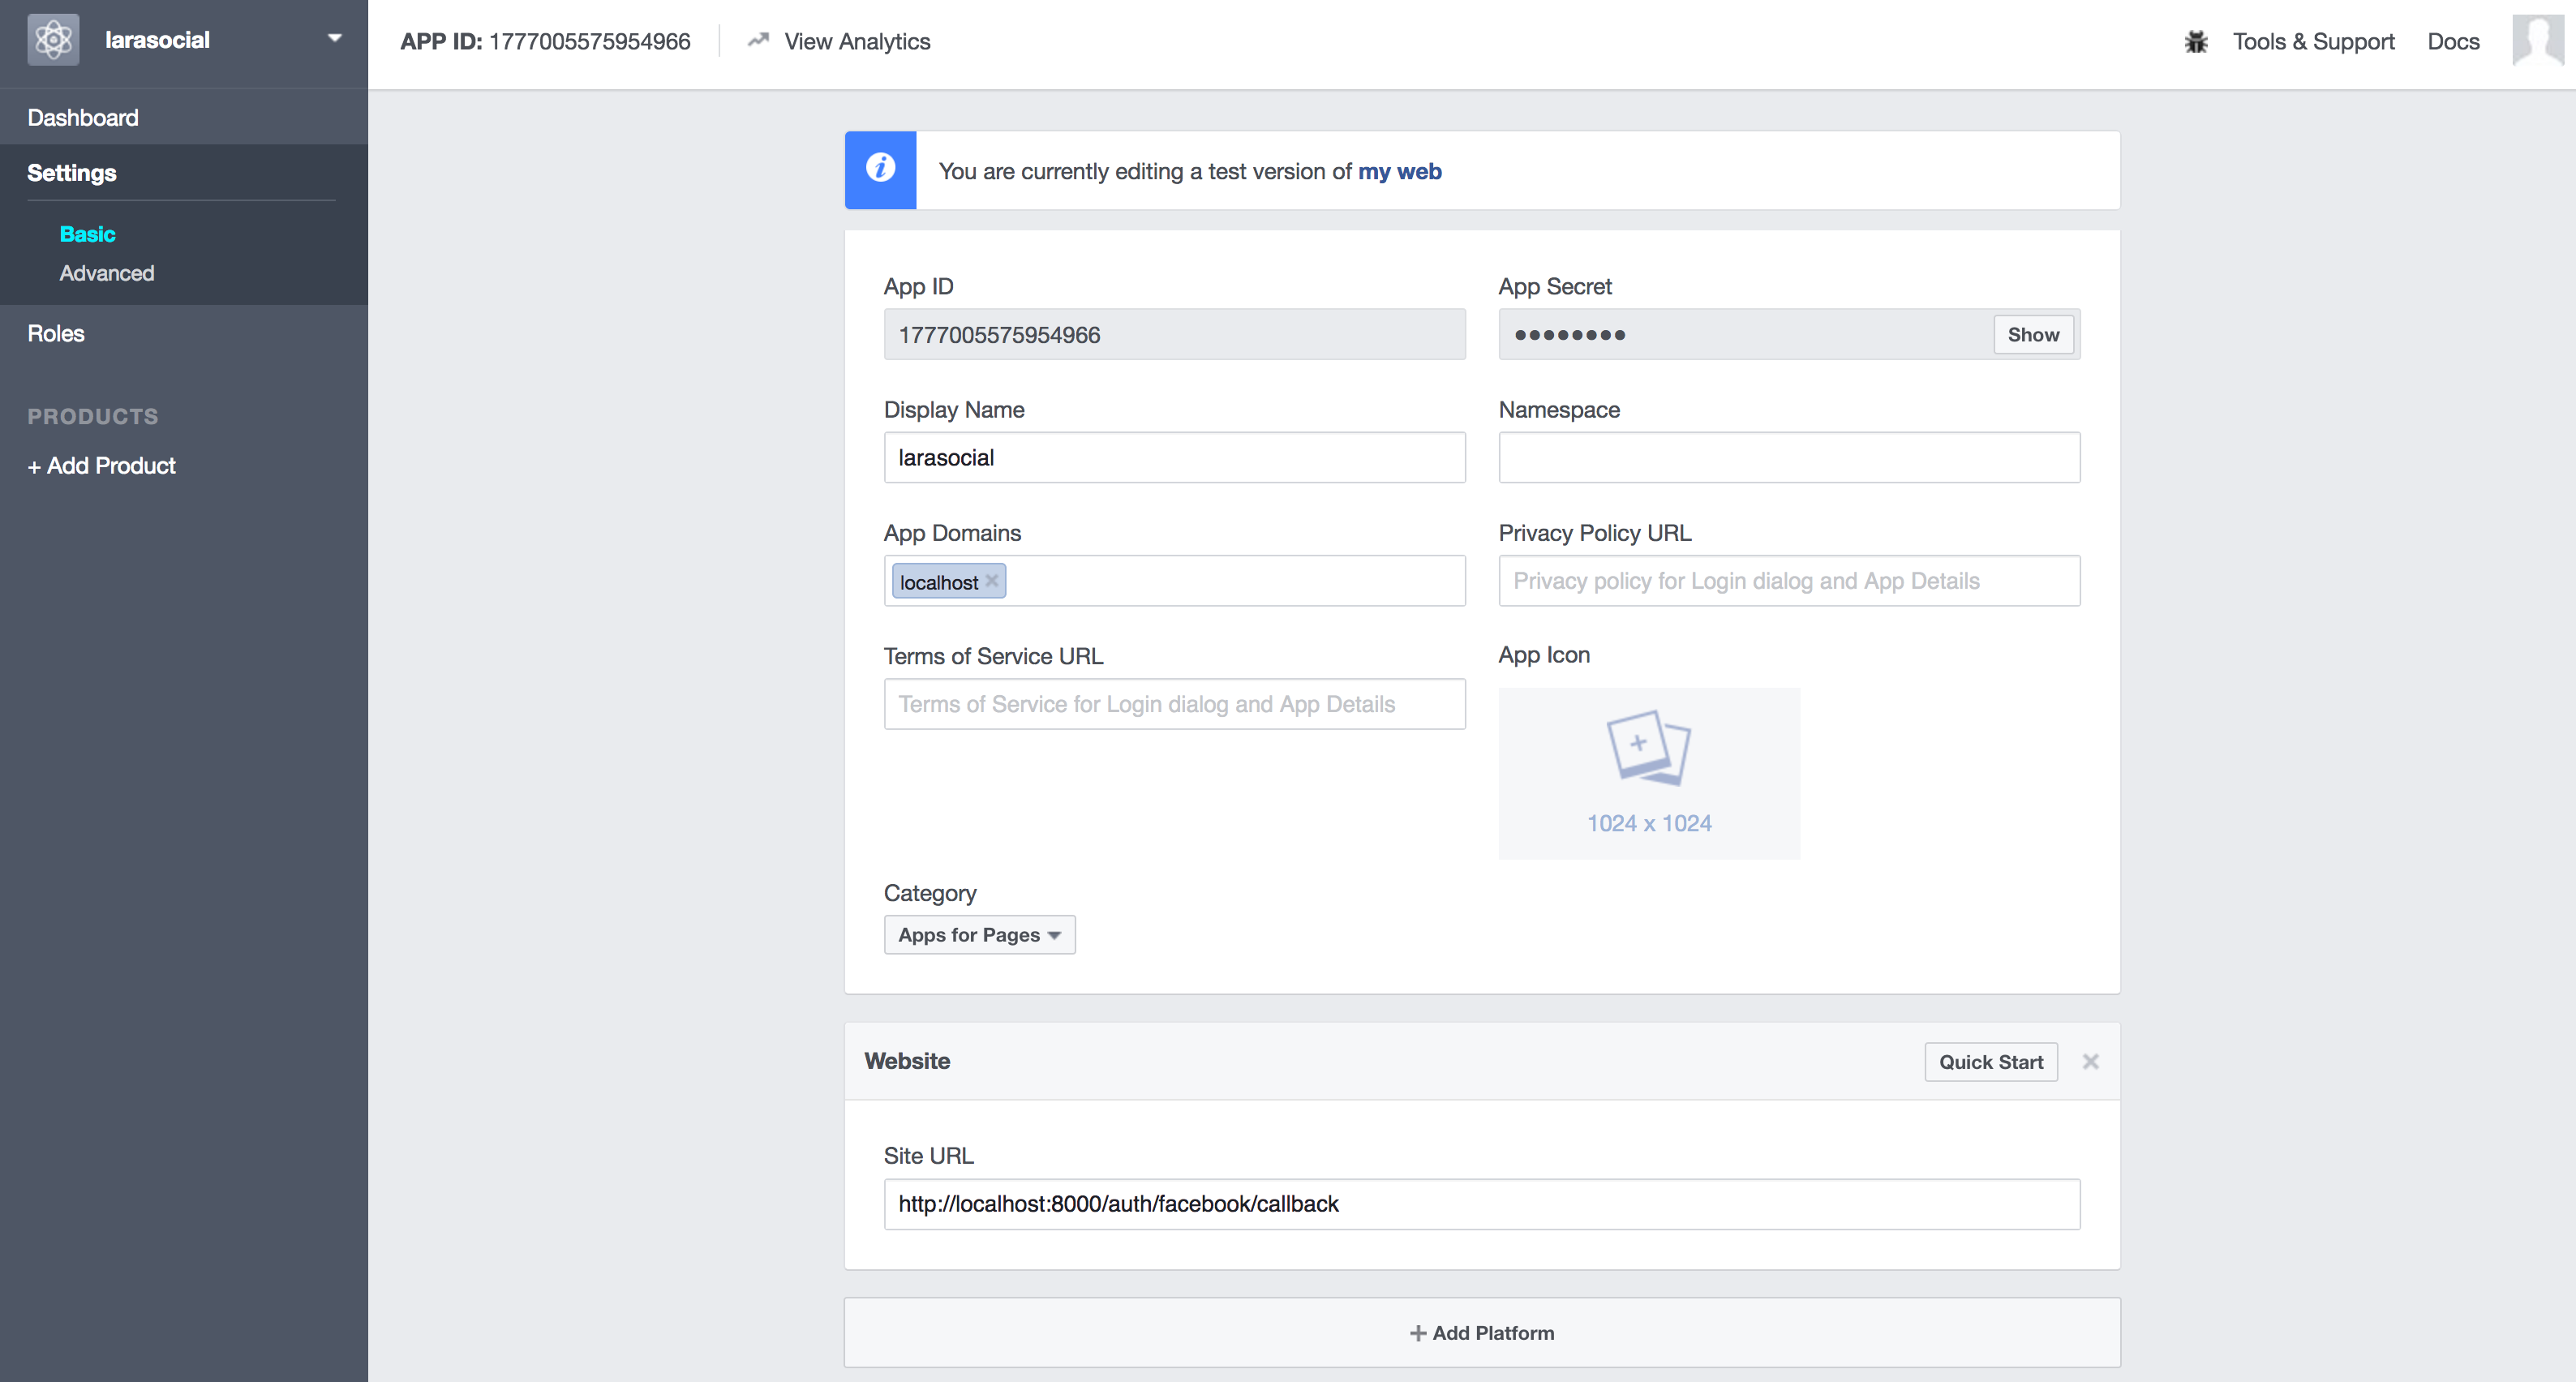 larasocial
APP ID: 1777005575954966
View Analytics
Tools & Support
Docs
Dashboard
Settings
Basic
Advanced
Roles
PRODUCTS
+ Add Product
You are currently editing a test version of my web
App ID
1777005575954966
App Secret
●●●●●●●●
Show
Display Name
larasocial
Namespace
App Domains
localhost
Privacy Policy URL
Privacy policy for Login dialog and App Details
Terms of Service URL
Terms of Service for Login dialog and App Details
App Icon
1024 x 1024
Category
Apps for Pages
Website
Quick Start
Site URL
http://localhost:8000/auth/facebook/callback
+ Add Platform